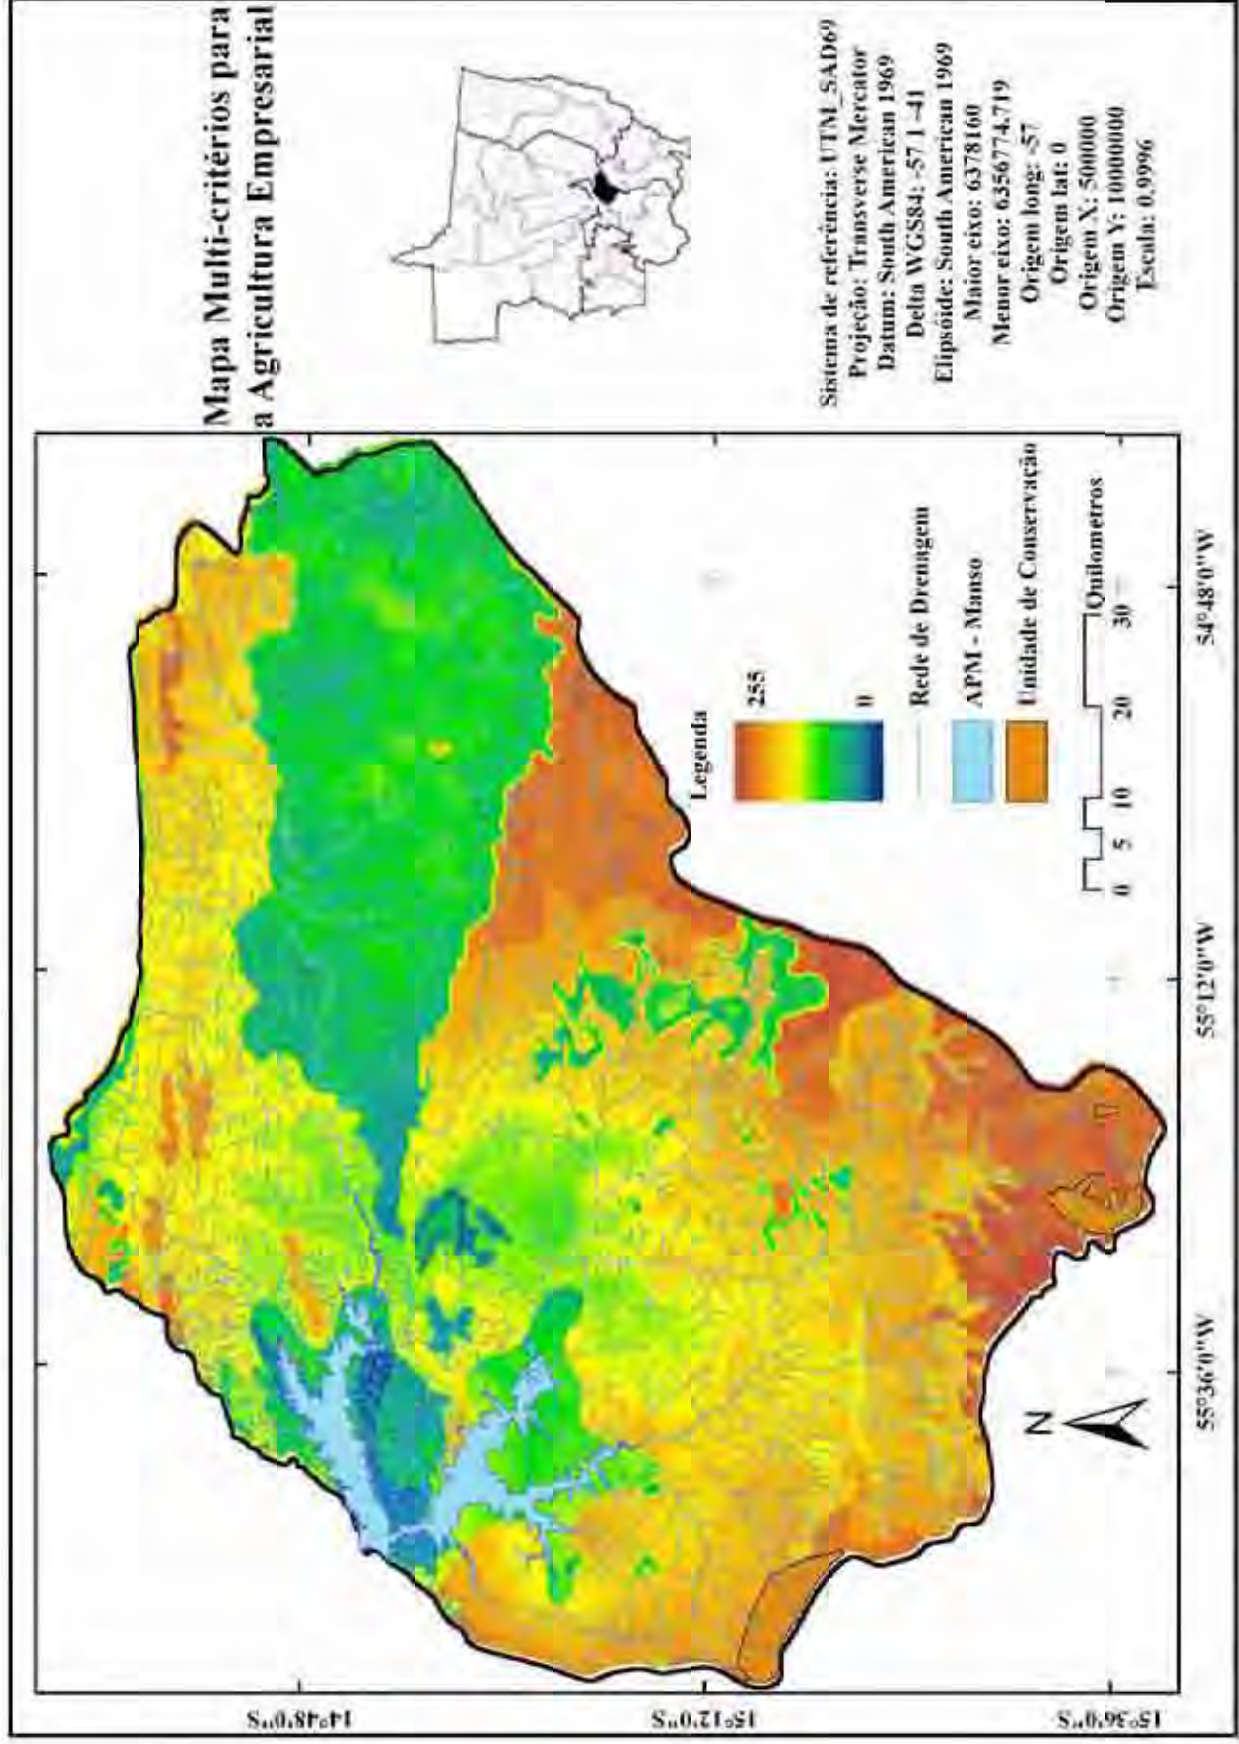 Mapa Multi-critérios para
a Agricultura Empresarial
Sistema de referência: UTM_SAD69
Projeção: Transverse Mercator
Datum: South American 1969
Delta WGS84: -57 1 -41
Elipsóide: South American 1969
Maior eixo: 6378160
Menor eixo: 6356774.719
Origem long: -57
Origem lat: 0
Origem X: 500000
Origem Y: 10000000
Escala: 0.9996
Legenda
255
0
Rede de Drenagem
APM - Manso
Unidade de Conservação
0 5 10 20 30
Quilometros
N
14°48'0"S
15°12'0"S
15°36'0"S
55°36'0"W
55°12'0"W
54°48'0"W